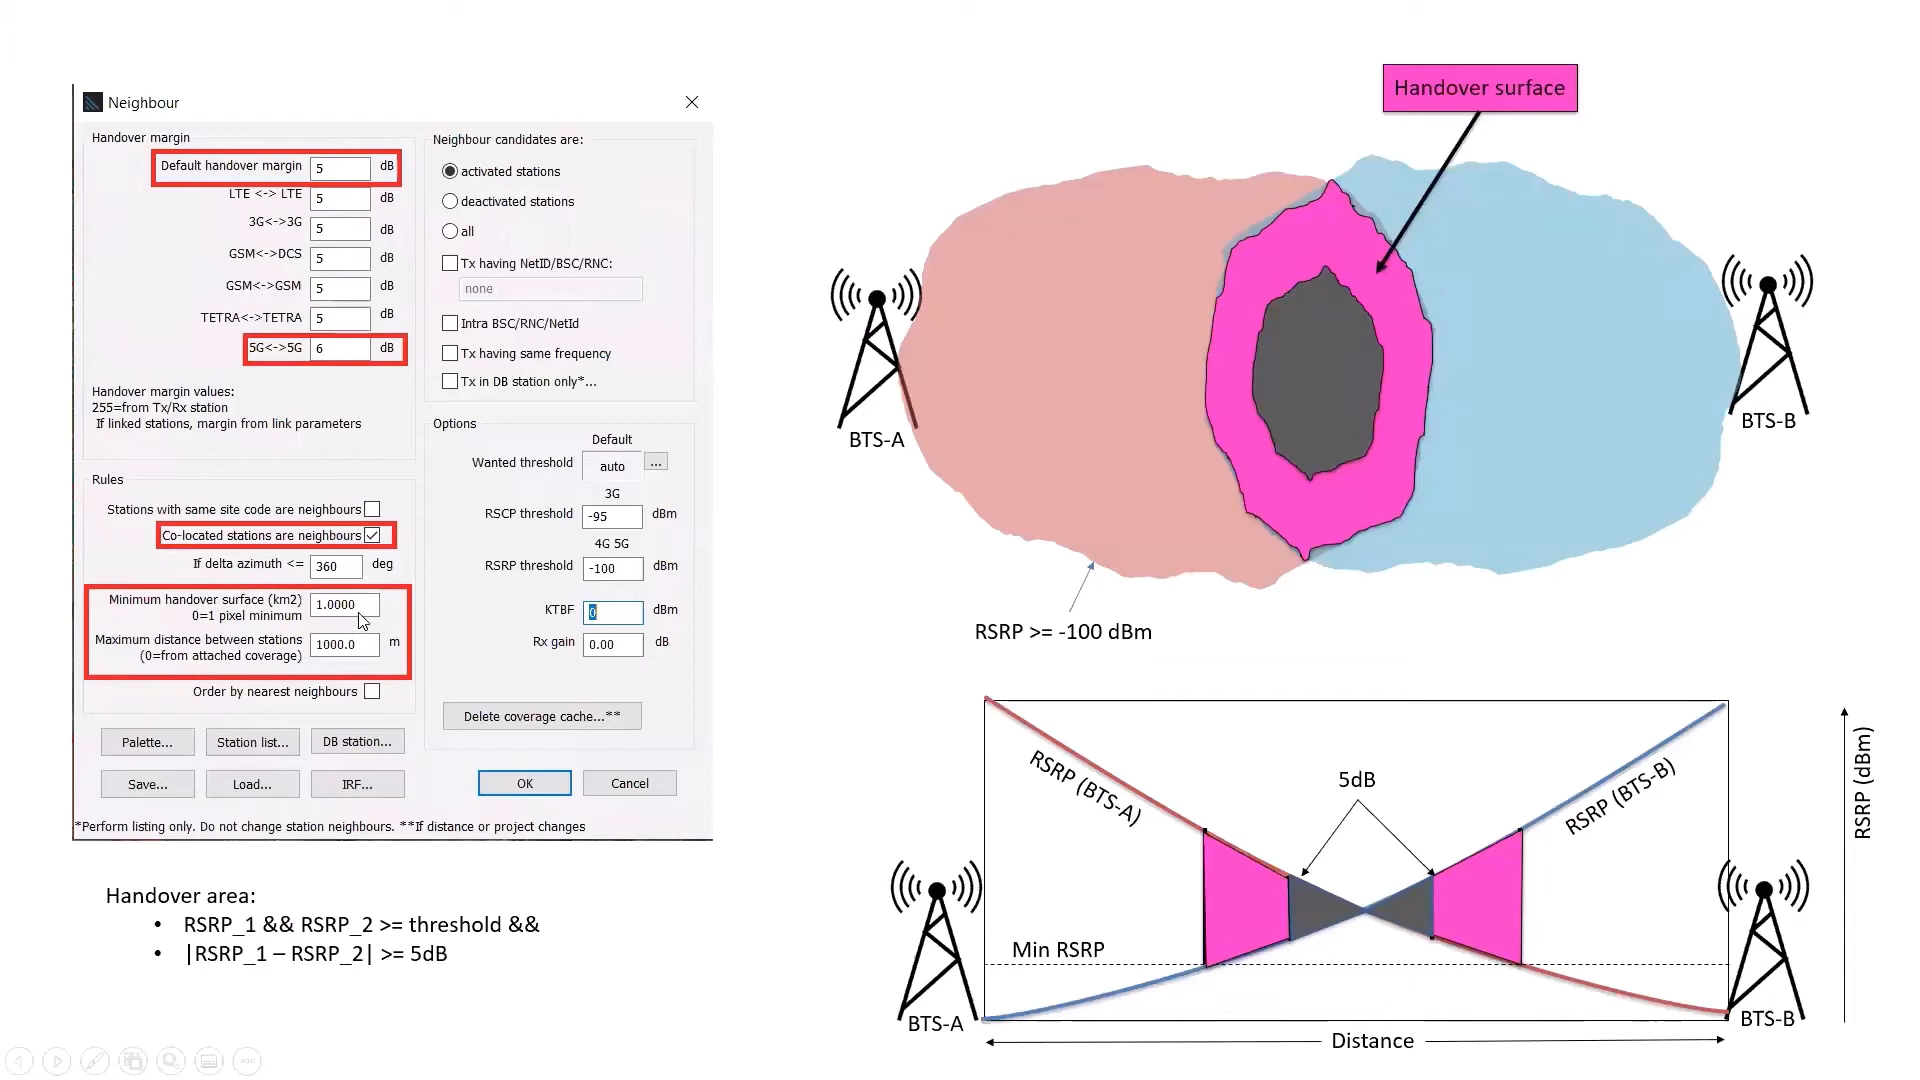 Neighbour
Handover margin
Default handover margin 5 dB
LTE <-> LTE 5 dB
3G<->3G 5 dB
GSM<->DCS 5 dB
GSM<->GSM 5 dB
TETRA<->TETRA 5 dB
5G<->5G 6 dB
Handover margin values:
255=from Tx/Rx station
If linked stations, margin from link parameters
Rules
Stations with same site code are neighbours
Co-located stations are neighbours
If delta azimuth <= 360 deg
Minimum handover surface (km2) 1.0000
0=1 pixel minimum
Maximum distance between stations 1000.0 m
(0=from attached coverage)
Order by nearest neighbours
Palette... Station list... DB station...
Save... Load... IRF...
Neighbour candidates are:
activated stations
deactivated stations
all
Tx having NetID/BSC/RNC:
none
Intra BSC/RNC/NetId
Tx having same frequency
Tx in DB station only*...
Options
Default
Wanted threshold auto ...
3G
RSCP threshold -95 dBm
4G 5G
RSRP threshold -100 dBm
KTBF 0 dBm
Rx gain 0.00 dB
Delete coverage cache...**
OK Cancel
*Perform listing only. Do not change station neighbours. **If distance or project changes
Handover area:
• RSRP_1 && RSRP_2 >= threshold &&
• |RSRP_1 – RSRP_2| >= 5dB
Handover surface
BTS-A
BTS-B
RSRP >= -100 dBm
RSRP (BTS-A)
5dB
RSRP (BTS-B)
RSRP (dBm)
Min RSRP
BTS-A
BTS-B
Distance